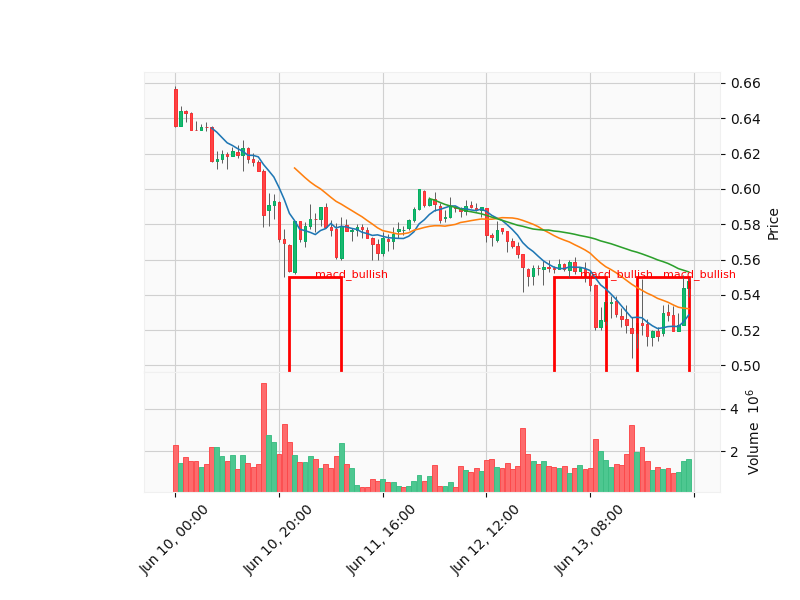 0.66
0.64
0.62
0.60
0.58
0.56
0.54
0.52
0.50
Price
macd_bullish
macd_bullish
macd_bullish
4
2
Volume 10^6
Jun 10, 00:00
Jun 10, 20:00
Jun 11, 16:00
Jun 12, 12:00
Jun 13, 08:00